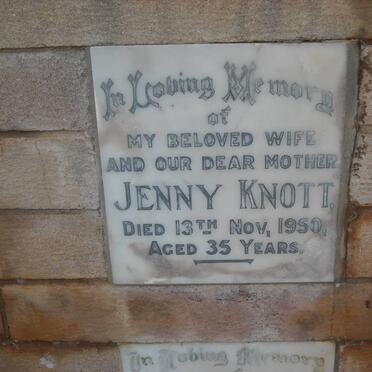 In Loving Memory
of
MY BELOVED WIFE
AND OUR DEAR MOTHER
JENNY KNOTT.
DIED 13TH NOV, 1950,
AGED 35 YEARS.
In Loving Memory